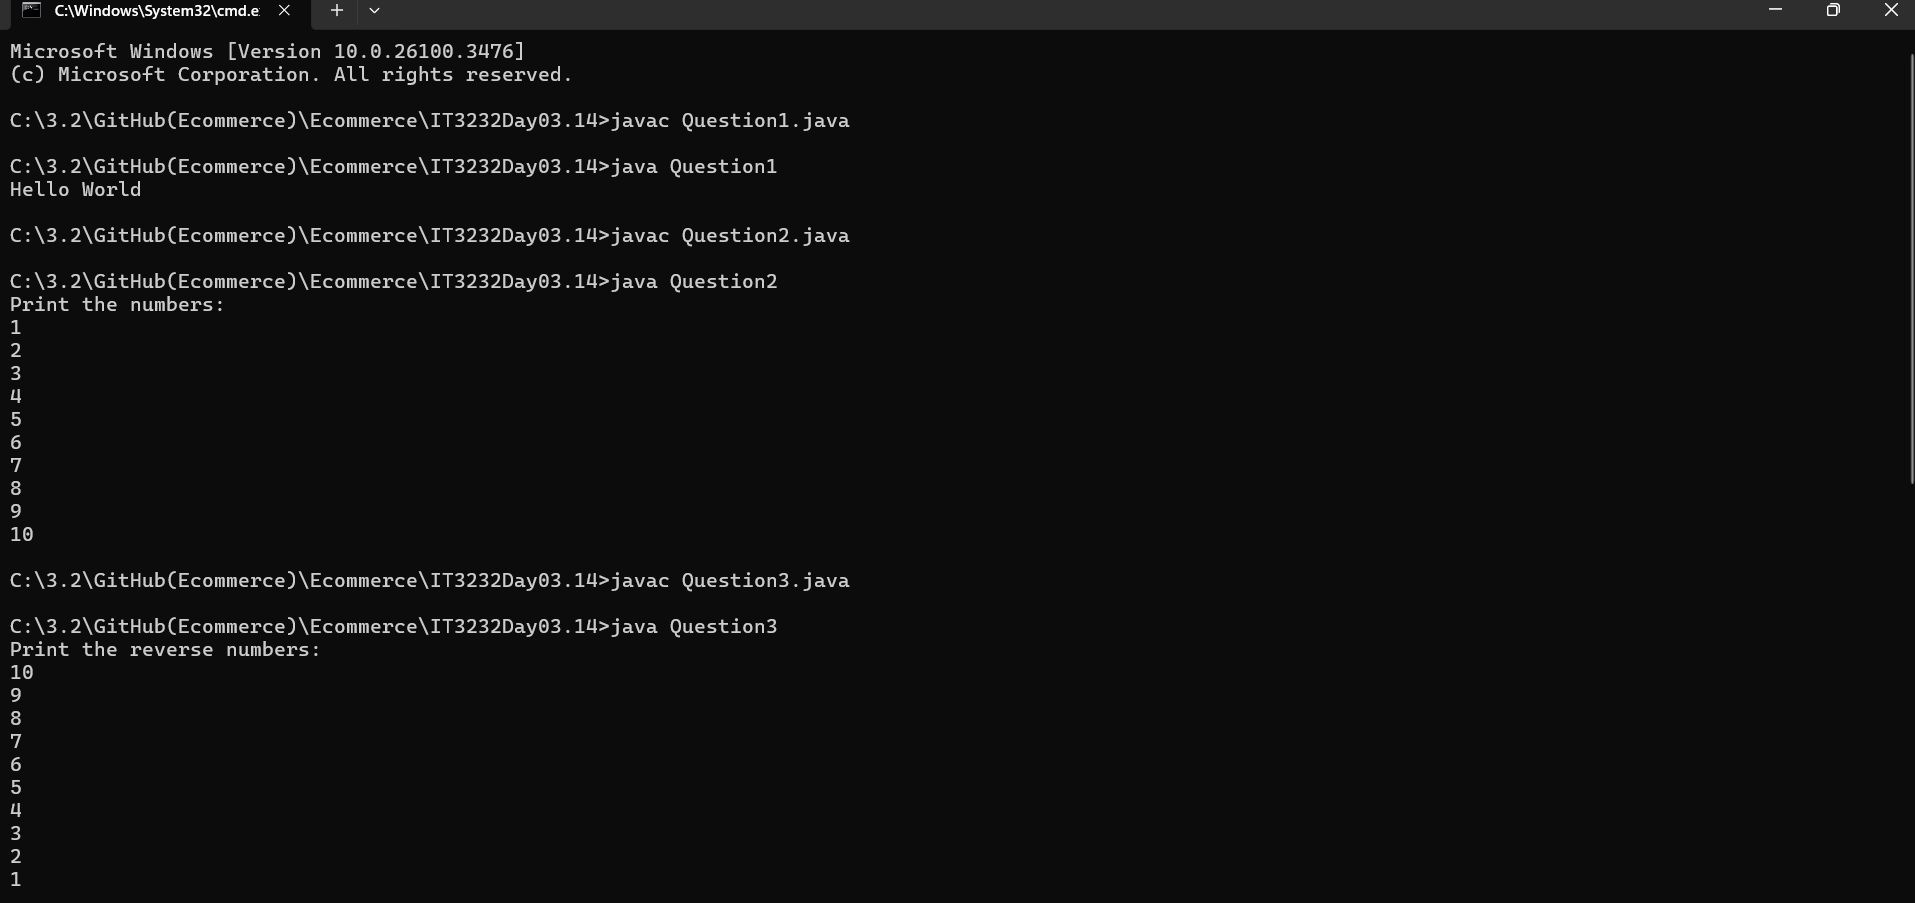 C:\Windows\System32\cmd.e
Microsoft Windows [Version 10.0.26100.3476]
(c) Microsoft Corporation. All rights reserved.
C:\3.2\GitHub(Ecommerce)\Ecommerce\IT3232Day03.14>javac Question1.java
C:\3.2\GitHub(Ecommerce)\Ecommerce\IT3232Day03.14>java Question1
Hello World
C:\3.2\GitHub(Ecommerce)\Ecommerce\IT3232Day03.14>javac Question2.java
C:\3.2\GitHub(Ecommerce)\Ecommerce\IT3232Day03.14>java Question2
Print the numbers:
1
2
3
4
5
6
7
8
9
10
C:\3.2\GitHub(Ecommerce)\Ecommerce\IT3232Day03.14>javac Question3.java
C:\3.2\GitHub(Ecommerce)\Ecommerce\IT3232Day03.14>java Question3
Print the reverse numbers:
10
9
8
7
6
5
4
3
2
1